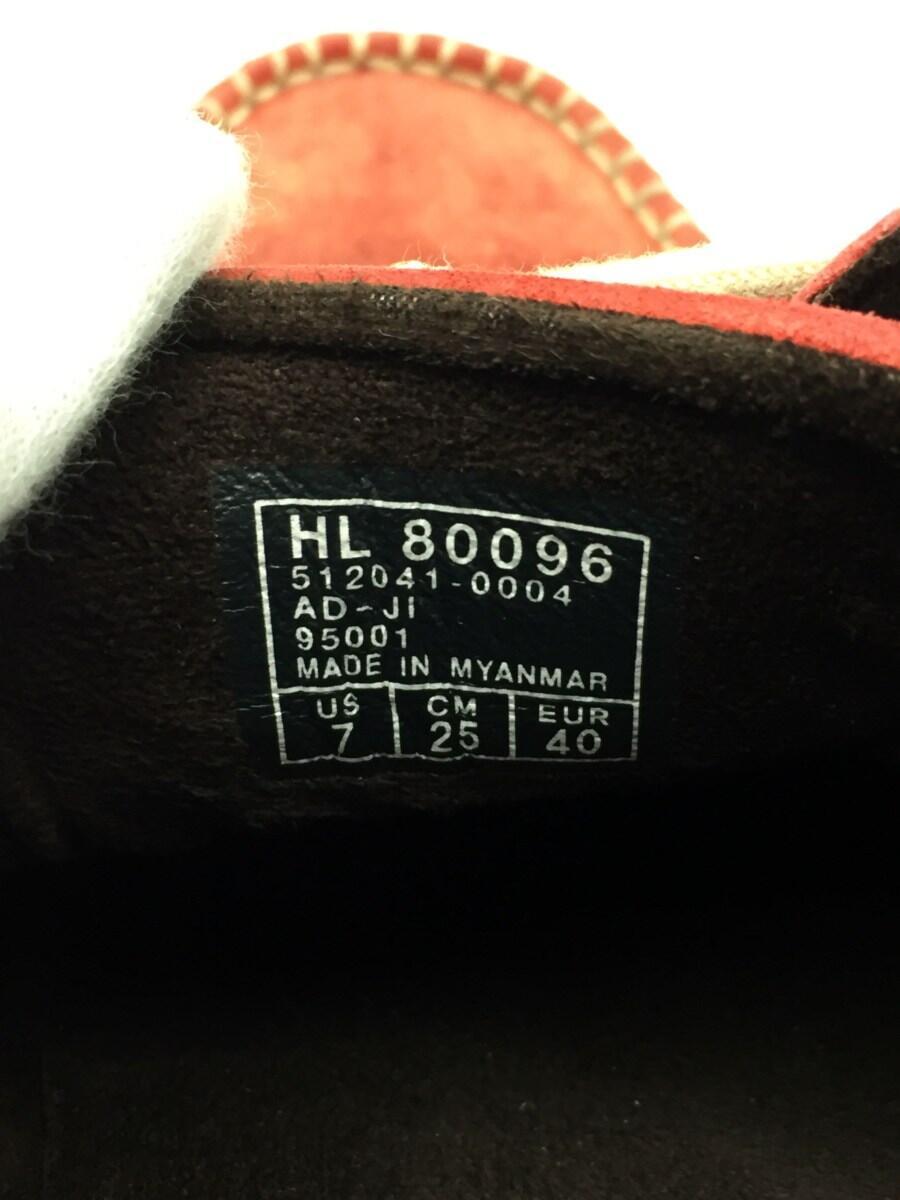 HL 80096
512041-0004
AD-JI
95001
MADE IN MYANMAR
US CM EUR
7 25 40